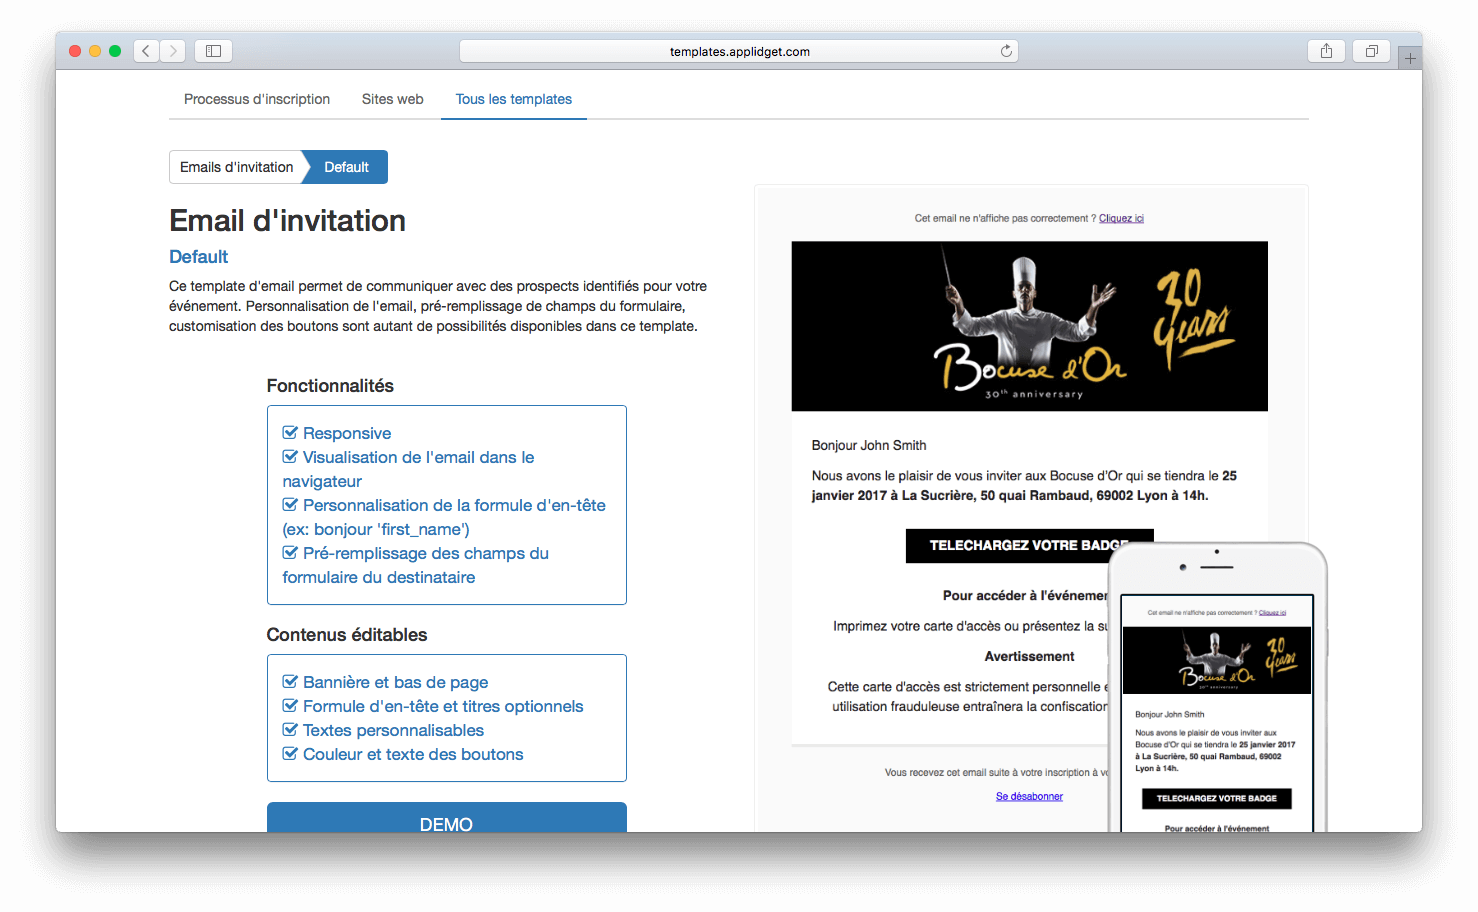 templates.applidget.com
Processus d'inscription
Sites web
Tous les templates
Emails d'invitation
Default
Email d'invitation
Default
Ce template d'email permet de communiquer avec des prospects identifiés pour votre
événement. Personnalisation de l'email, pré-remplissage de champs du formulaire,
customisation des boutons sont autant de possibilités disponibles dans ce template.
Fonctionnalités
Responsive
Visualisation de l'email dans le
navigateur
Personnalisation de la formule d'en-tête
(ex: bonjour 'first_name')
Pré-remplissage des champs du
formulaire du destinataire
Contenus éditables
Bannière et bas de page
Formule d'en-tête et titres optionnels
Textes personnalisables
Couleur et texte des boutons
DEMO
Cet email ne n'affiche pas correctement ? Cliquez ici
30
years
Bocuse d'Or
30th anniversary
Bonjour John Smith
Nous avons le plaisir de vous inviter aux Bocuse d'Or qui se tiendra le 25
janvier 2017 à La Sucrière, 50 quai Rambaud, 69002 Lyon à 14h.
TELECHARGEZ VOTRE BADGE
Pour accéder à l'événemen
Imprimez votre carte d'accès ou présentez la su
Avertissement
Cette carte d'accès est strictement personnelle e
utilisation frauduleuse entraînera la confiscation
Vous recevez cet email suite à votre inscription à vo
Se désabonner
Cet email ne n'affiche pas correctement ? Cliquez ici
30
years
Bocuse d'Or
30th anniversary
Bonjour John Smith
Nous avons le plaisir de vous inviter aux
Bocuse d'Or qui se tiendra le 25 janvier 2017
à La Sucrière, 50 quai Rambaud, 69002
Lyon à 14h.
TELECHARGEZ VOTRE BADGE
Pour accéder à l'événement